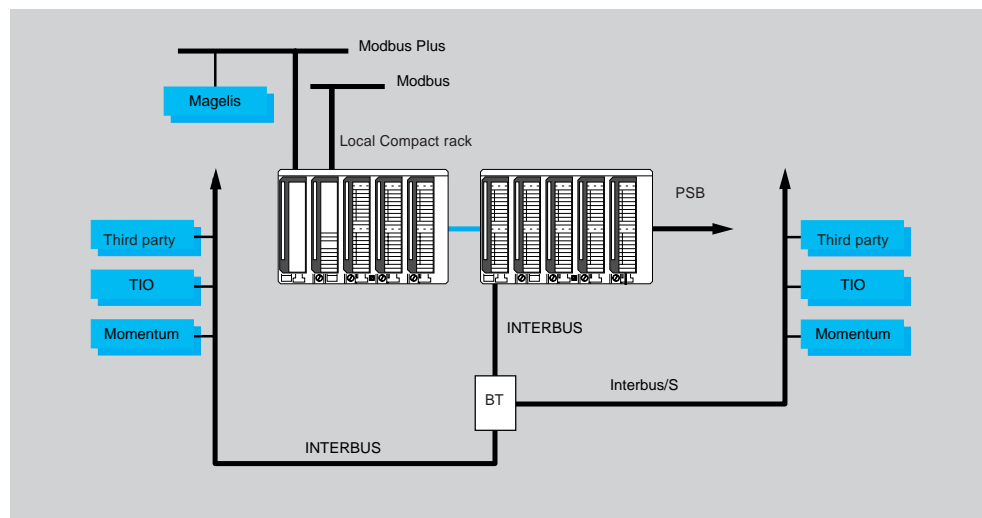 Modbus Plus
Magelis
Modbus
Local Compact rack
PSB
Third party
TIO
Momentum
Third party
TIO
Momentum
INTERBUS
BT
Interbus/S
INTERBUS